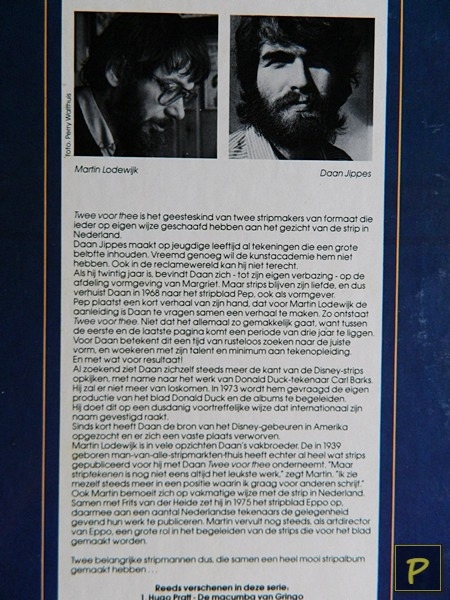 foto: Perry Wolthuis
Martin Lodewijk
Daan Jippes
Twee voor thee is het geesteskind van twee stripmakers van formaat die
ieder op eigen wijze geschaafd hebben aan het gezicht van de strip in
Nederland.
Daan Jippes maakt op jeugdige leeftijd al tekeningen die een grote
belofte inhouden. Vreemd genoeg wil de kunstacademie hem niet
hebben. Ook in de reclamewereld kan hij niet terecht.
Als hij twintig jaar is, bevindt Daan zich - tot zijn eigen verbazing - op de
afdeling vormgeving van Margriet. Maar strips blijven zijn liefde, en dus
verhuist Daan in 1968 naar het stripblad Pep, ook als vormgever.
Pep plaatst een kort verhaal van zijn hand, dat voor Martin Lodewijk de
aanleiding is Daan te vragen samen een verhaal te maken. Zo ontstaat
Twee voor thee. Niet dat het allemaal zo gemakkelijk gaat, want tussen
de eerste en de laatste pagina komt een periode van drie jaar te liggen.
Voor Daan betekent dit een tijd van rusteloos zoeken naar de juiste
vorm, en woekeren met zijn talent en minimum aan tekenopleiding.
En met wat voor resultaat!
Al zoekend ziet Daan zichzelf steeds meer de kant van de Disney-strips
opkijken, met name naar het werk van Donald Duck-tekenaar Carl Barks.
Hij zal er niet meer van loskomen. In 1973 wordt hem gevraagd de eigen
productie van het blad Donald Duck en de albums te begeleiden.
Hij doet dit op een dusdanig voortreffelijke wijze dat internationaal zijn
naam gevestigd raakt.
Sinds kort heeft Daan de bron van het Disney-gebeuren in Amerika
opgezocht en er zich een vaste plaats verworven.
Martin Lodewijk is in vele opzichten Daan's vakbroeder. De in 1939
geboren man-van-alle-stripmarkten-thuis heeft echter al heel wat strips
gepubliceerd voor hij met Daan Twee voor thee onderneemt. "Maar
striptekenen is nog niet eens altijd het leukste werk," zegt Martin. "Ik zie
mezelf steeds meer in een positie waarin ik graag voor anderen schrijf."
Ook Martin bemoeit zich op vakmatige wijze met de strip in Nederland.
Samen met Frits van der Heide zet hij in 1975 het stripblad Eppo op,
daarmee aan een aantal Nederlandse tekenaars de gelegenheid
gevend hun werk te publiceren. Martin vervult nog steeds, als artdirector
van Eppo, een grote rol in het begeleiden van de strips die voor het blad
gemaakt worden.
Twee belangrijke stripmannen dus, die samen een heel mooi stripalbum
gemaakt hebben ...
Reeds verschenen in deze serie.
1. Hugo Pratt - De macumba van Gringo
P